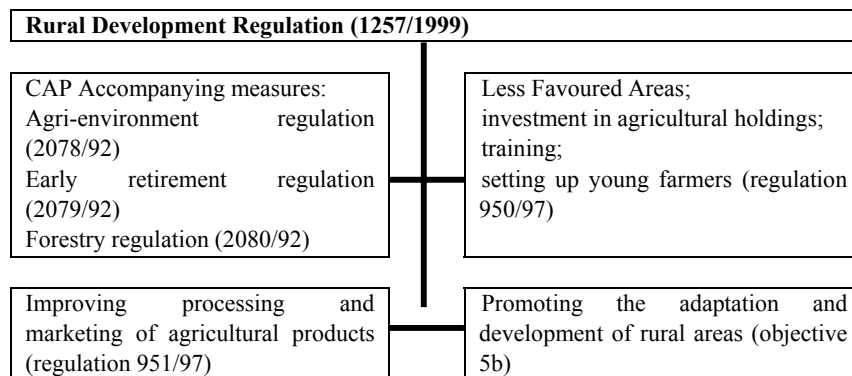 Rural Development Regulation (1257/1999)
CAP Accompanying measures:
Agri-environment regulation
(2078/92)
Early retirement regulation
(2079/92)
Forestry regulation (2080/92)
Less Favoured Areas;
investment in agricultural holdings;
training;
setting up young farmers (regulation
950/97)
Improving processing and
marketing of agricultural products
(regulation 951/97)
Promoting the adaptation and
development of rural areas (objective
5b)